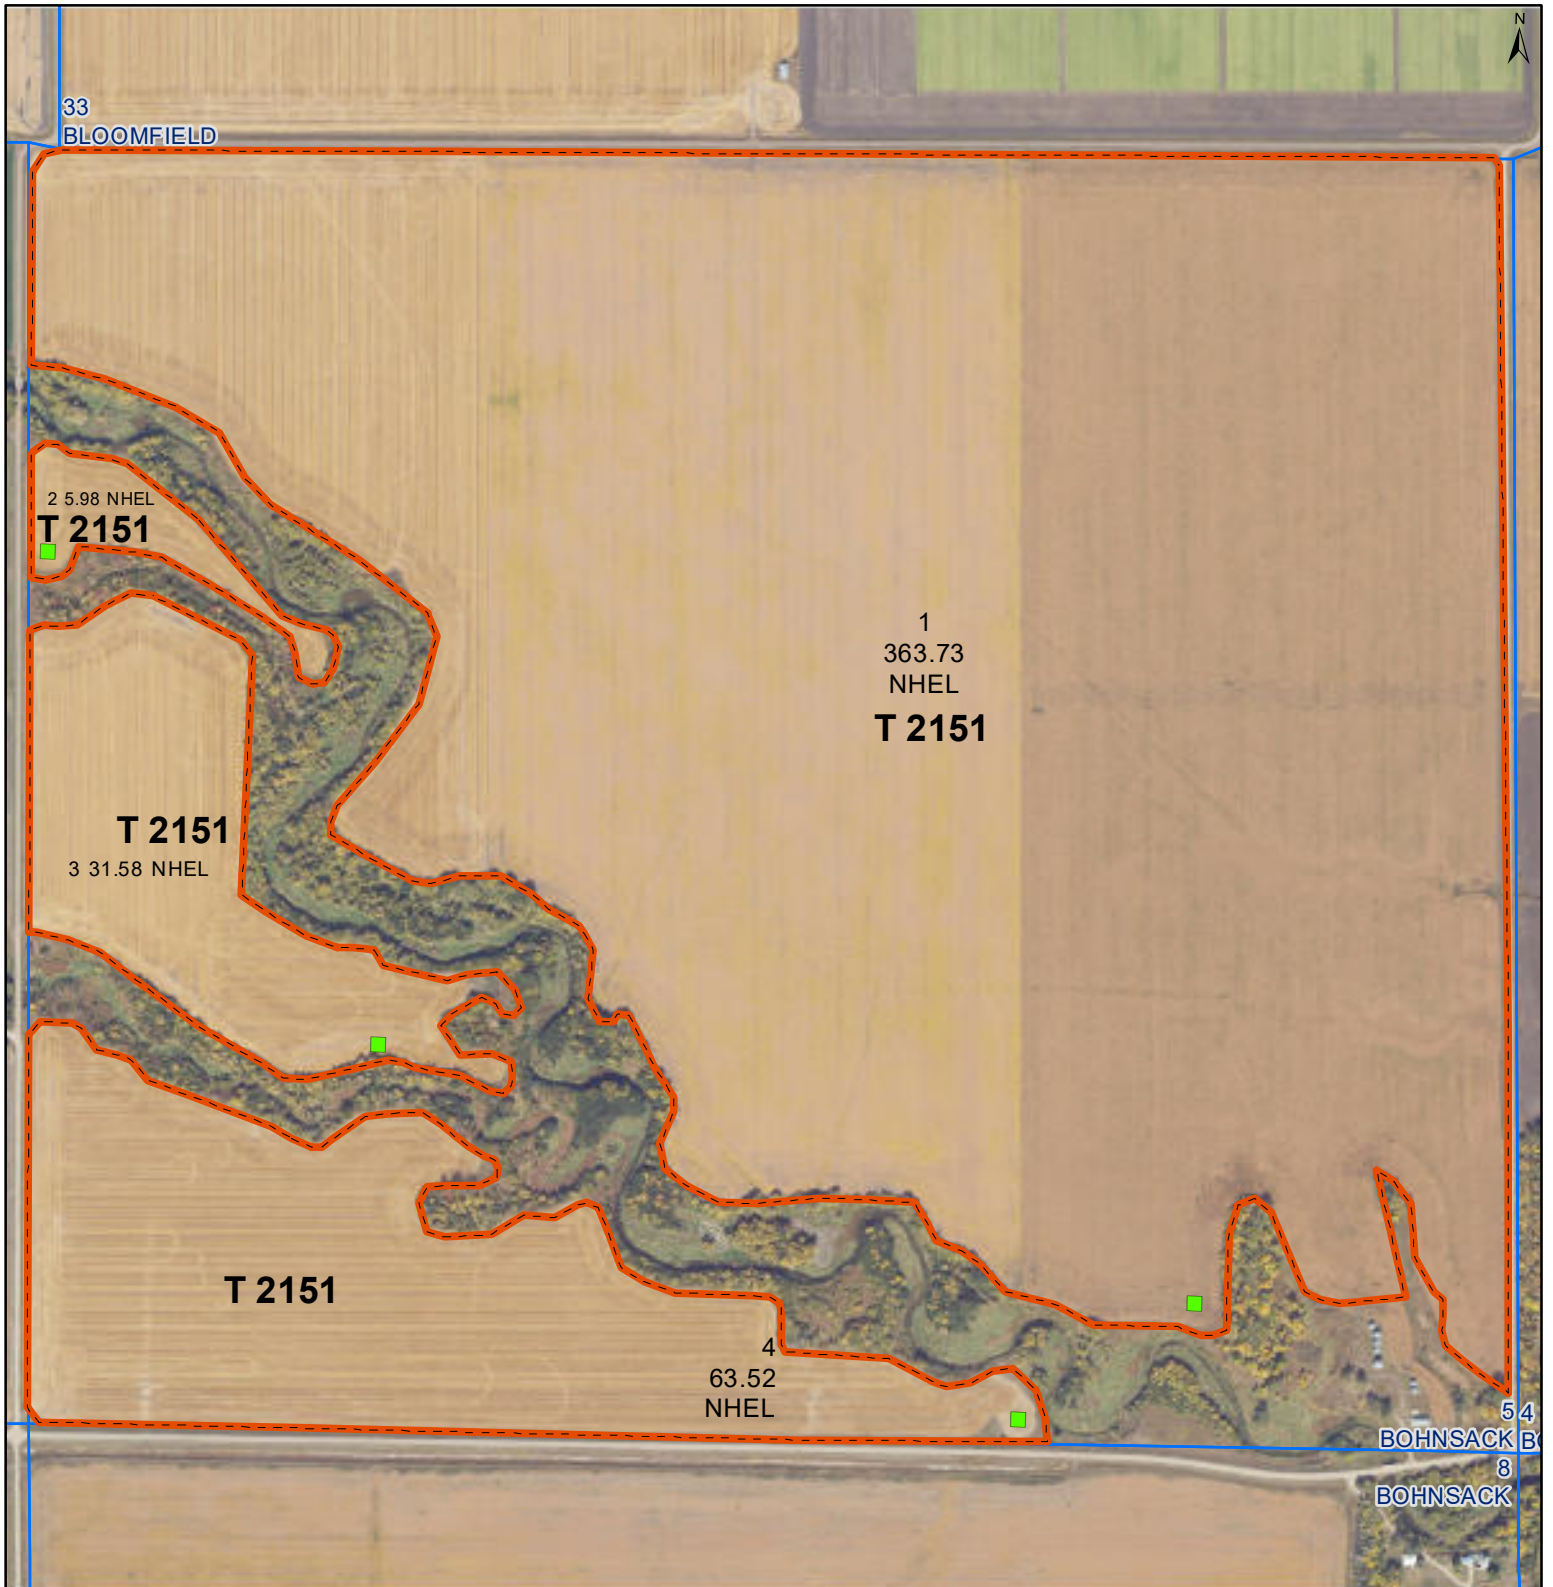 N
33
BLOOMFIELD
2 5.98 NHEL
T 2151
1
363.73
NHEL
T 2151
T 2151
3 31.58 NHEL
T 2151
4
63.52
NHEL
5 4
BOHNSACK
8
BOHNSACK